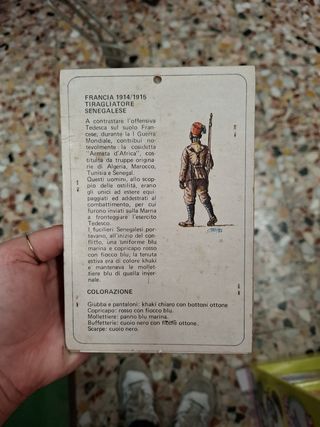 FRANCIA 1914/1915
TIRAGLIATORE
SENEGALESE
A contrastare l'offensiva
Tedesca sul suolo Fran-
cese, durante la I Guerra
Mondiale, contribuì no-
tevolmente la cosidetta
"Armata d'Africa", co-
stituita da truppe origina-
rie di Algeria, Marocco,
Tunisia e Senegal.
Questi uomini, allo scop-
pio delle ostilità, erano
gli unici ad essere equi-
paggiati ed addestrati al
combattimento, per cui
furono inviati sulla Marna
a fronteggiare l'esercito
Tedesco.
I fucilieri Senegalesi por-
tavano, all'inizio del con-
flitto, una uniforme blu
marina e copricapo rosso
con fiocco blu; la tenuta
estiva era di colore khaki
e manteneva le mollet-
tiere blu di quella inver-
nale.
COLORAZIONE
Giubba e pantaloni: khaki chiaro con bottoni ottone
Copricapo: rosso con fiocco blu.
Mollettiere: panno blu marina.
Buffetterie: cuoio nero con fibbie ottone.
Scarpe: cuoio nero.